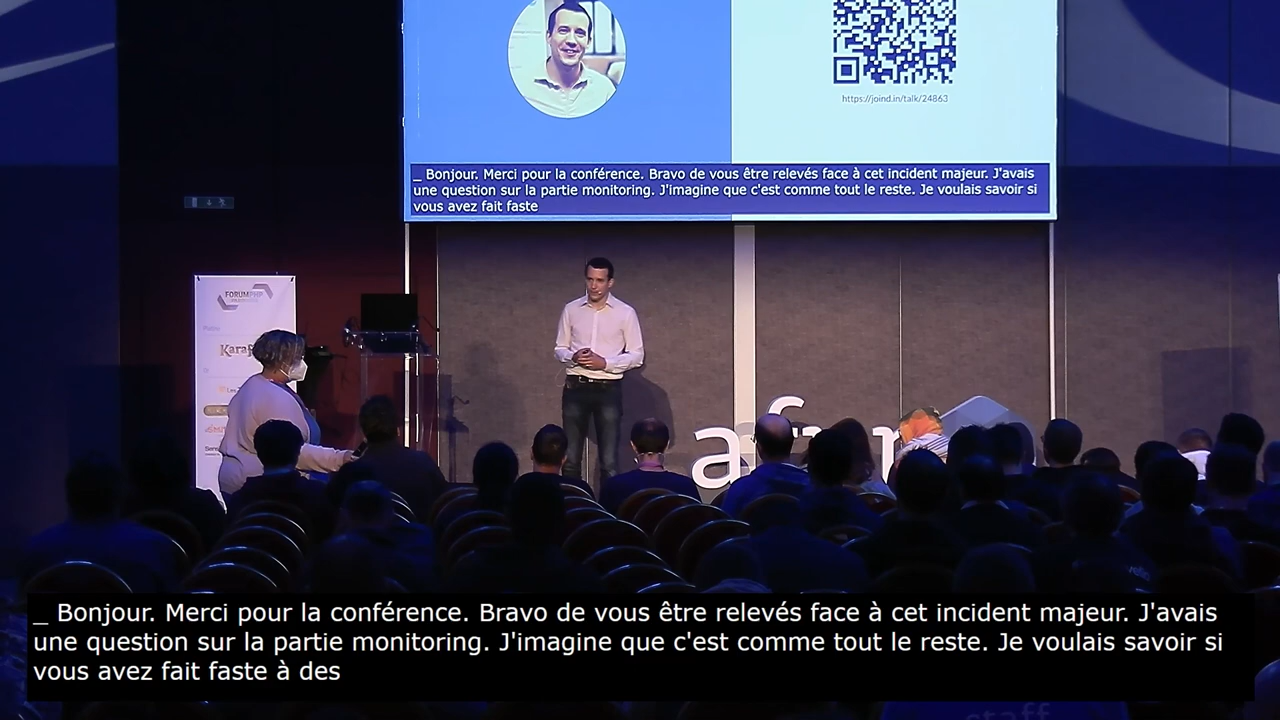 https://joind.in/talk/24863
_ Bonjour. Merci pour la conférence. Bravo de vous être relevés face à cet incident majeur. J'avais
une question sur la partie monitoring. J'imagine que c'est comme tout le reste. Je voulais savoir si
vous avez fait faste
FORUMPHP
_ Bonjour. Merci pour la conférence. Bravo de vous être relevés face à cet incident majeur. J'avais
une question sur la partie monitoring. J'imagine que c'est comme tout le reste. Je voulais savoir si
vous avez fait faste à des
staff